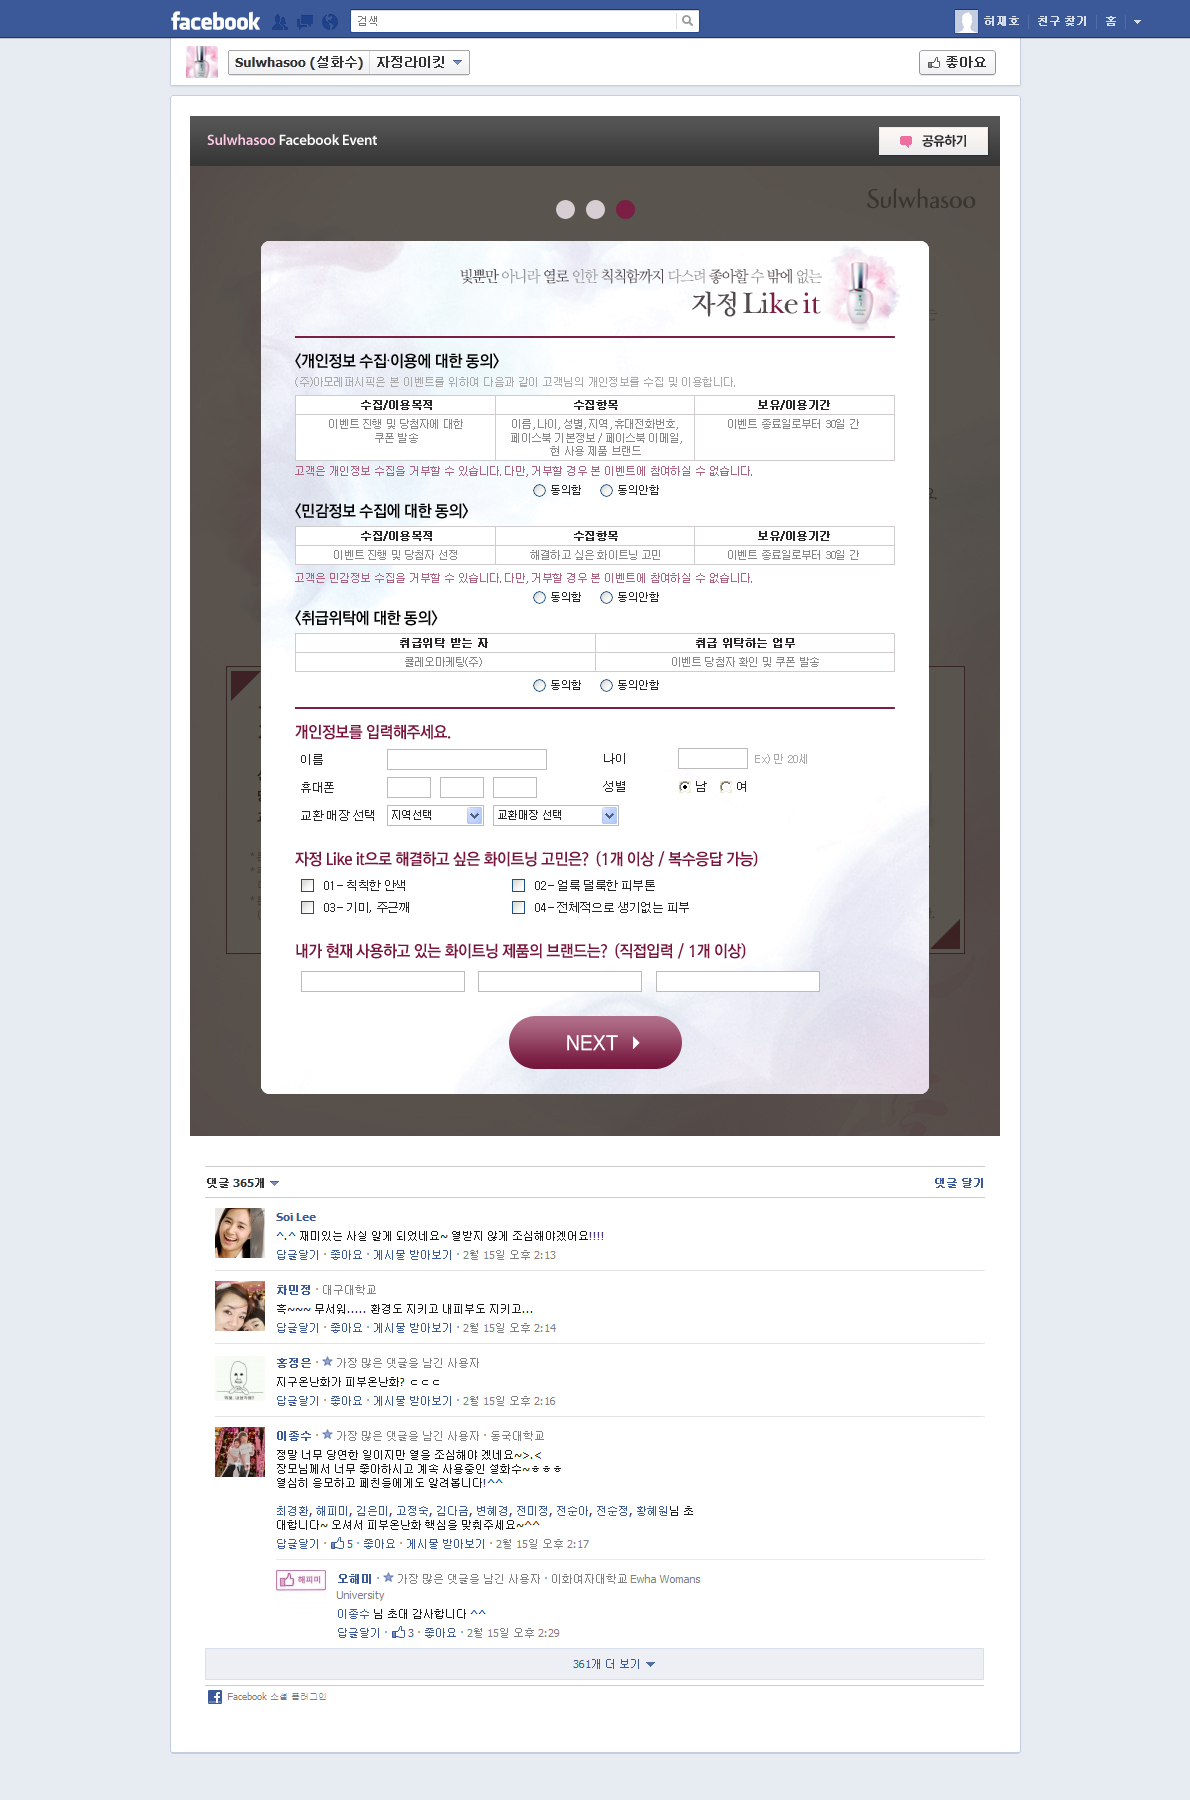 facebook
검색
허재호
친구 찾기
홈
Sulwhasoo (설화수)
자정라이킷
좋아요
Sulwhasoo Facebook Event
공유하기
Sulwhasoo
빛뿐만 아니라 열로 인한 칙칙함까지 다스려 좋아할 수 밖에 없는
자정 Like it
<개인정보 수집·이용에 대한 동의>
(주)아모레퍼시픽은 본 이벤트를 위하여 다음과 같이 고객님의 개인정보를 수집 및 이용합니다.
수집/이용목적 수집항목 보유/이용기간
이벤트 진행 및 당첨자에 대한
쿠폰 발송
이름, 나이, 성별, 지역, 휴대전화번호,
페이스북 기본정보 / 페이스북 이메일,
현 사용 제품 브랜드
이벤트 종료일로부터 30일 간
고객은 개인정보 수집을 거부할 수 있습니다. 다만, 거부할 경우 본 이벤트에 참여하실 수 없습니다.
동의함 동의안함
<민감정보 수집에 대한 동의>
수집/이용목적 수집항목 보유/이용기간
이벤트 진행 및 당첨자 선정 해결하고 싶은 화이트닝 고민 이벤트 종료일로부터 30일 간
고객은 민감정보 수집을 거부할 수 있습니다. 다만, 거부할 경우 본 이벤트에 참여하실 수 없습니다.
동의함 동의안함
<취급위탁에 대한 동의>
취급위탁 받는 자 취급 위탁하는 업무
콜레오마케팅(주) 이벤트 당첨자 확인 및 쿠폰 발송
동의함 동의안함
개인정보를 입력해주세요.
이름 나이 Ex) 만 20세
휴대폰 성별 남 여
교환매장 선택 지역선택 교환매장 선택
자정 Like it으로 해결하고 싶은 화이트닝 고민은? (1개 이상 / 복수응답 가능)
01- 칙칙한 안색 02- 얼룩 덜룩한 피부톤
03- 기미, 주근깨 04- 전체적으로 생기없는 피부
내가 현재 사용하고 있는 화이트닝 제품의 브랜드는? (직접입력 / 1개 이상)
NEXT
댓글 365개
댓글 달기
Soi Lee
^.^ 재미있는 사실 알게 되었네요~ 열받지 않게 조심해야겠어요!!!!
답글달기 · 좋아요 · 게시물 받아보기 · 2월 15일 오후 2:13
차민정 · 대구대학교
흑~~~ 무서워..... 환경도 지키고 내피부도 지키고...
답글달기 · 좋아요 · 게시물 받아보기 · 2월 15일 오후 2:14
홍정은 · 가장 많은 댓글을 남긴 사용자
지구온난화가 피부온난화? ㄷㄷㄷ
답글달기 · 좋아요 · 게시물 받아보기 · 2월 15일 오후 2:16
이종수 · 가장 많은 댓글을 남긴 사용자 · 동국대학교
정말 너무 당연한 일이지만 열을 조심해야 겠네요~>.<
장모님께서 너무 좋아하시고 계속 사용중인 설화수~ㅎㅎㅎ
열심히 응모하고 페친들에게도 알려봅니다!^^
최경환, 해피미, 김은미, 고정숙, 김다금, 변혜경, 전미정, 전순아, 전순정, 황혜원님 초
대합니다~ 오셔서 피부온난화 핵심을 맞춰주세요~^^
답글달기 · 5 · 좋아요 · 게시물 받아보기 · 2월 15일 오후 2:17
해피미
오혜미 · 가장 많은 댓글을 남긴 사용자 · 이화여자대학교 Ewha Womans
University
이종수 님 초대 감사합니다 ^^
답글달기 · 3 · 좋아요 · 2월 15일 오후 2:29
361개 더 보기
Facebook 소셜 플러그인